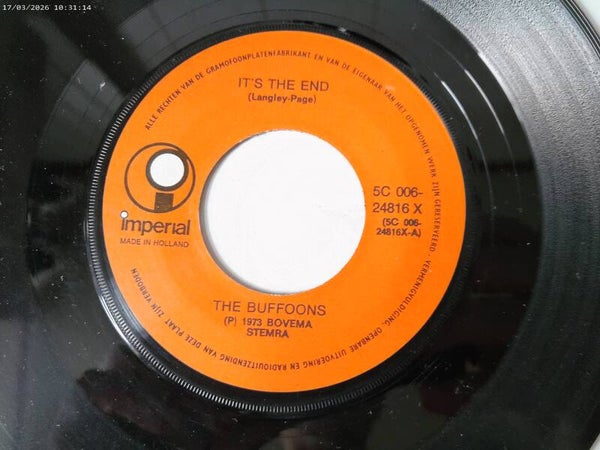 17/03/2026 10:31:14
ALLE RECHTEN VAN DE GRAMOFOONPLATENFABRIKANT EN VAN DE EIGENAAR VAN HET OPGENOMEN WERK ZIJN GERESERVEERD - VERMENIGVULDIGING, OPENBARE UITVOERING EN RADIOUITZENDING VAN DEZE PLAAT ZIJN VERBODEN
IT'S THE END
(Langley-Page)
imperial
MADE IN HOLLAND
5C 006-
24816 X
(5C 006-
24816X-A)
THE BUFFOONS
(P) 1973 BOVEMA
STEMRA